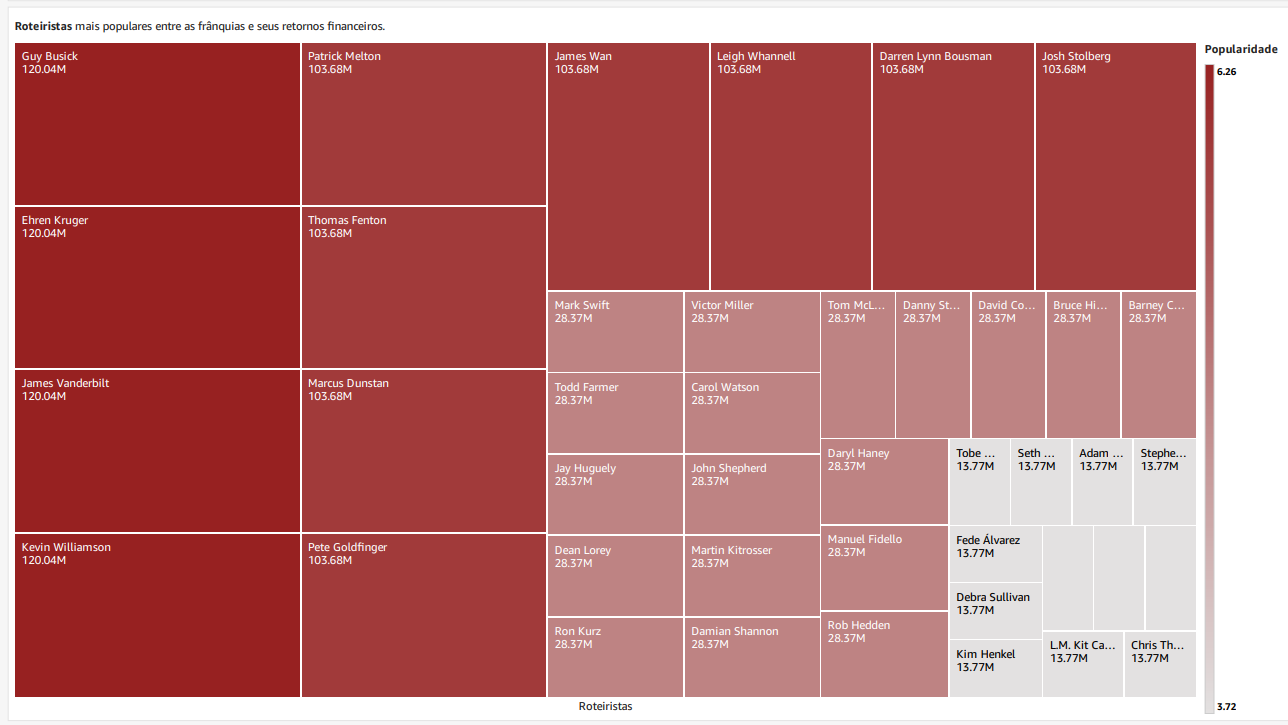 Roteiristas mais populares entre as frânquias e seus retornos financeiros.
Guy Busick
120.04M
Ehren Kruger
120.04M
James Vanderbilt
120.04M
Kevin Williamson
120.04M
Patrick Melton
103.68M
Thomas Fenton
103.68M
Marcus Dunstan
103.68M
Pete Goldfinger
103.68M
James Wan
103.68M
Leigh Whannell
103.68M
Darren Lynn Bousman
103.68M
Josh Stolberg
103.68M
Mark Swift
28.37M
Todd Farmer
28.37M
Jay Huguely
28.37M
Dean Lorey
28.37M
Ron Kurz
28.37M
Victor Miller
28.37M
Carol Watson
28.37M
John Shepherd
28.37M
Martin Kitrosser
28.37M
Damian Shannon
28.37M
Tom McL...
28.37M
Danny St...
28.37M
David Co...
28.37M
Bruce Hi...
28.37M
Barney C...
28.37M
Daryl Haney
28.37M
Manuel Fidello
28.37M
Rob Hedden
28.37M
Tobe ...
13.77M
Seth ...
13.77M
Adam ...
13.77M
Stephe...
13.77M
Fede Álvarez
13.77M
Debra Sullivan
13.77M
Kim Henkel
13.77M
L.M. Kit Ca...
13.77M
Chris Th...
13.77M
Roteiristas
Popularidade
6.26
3.72